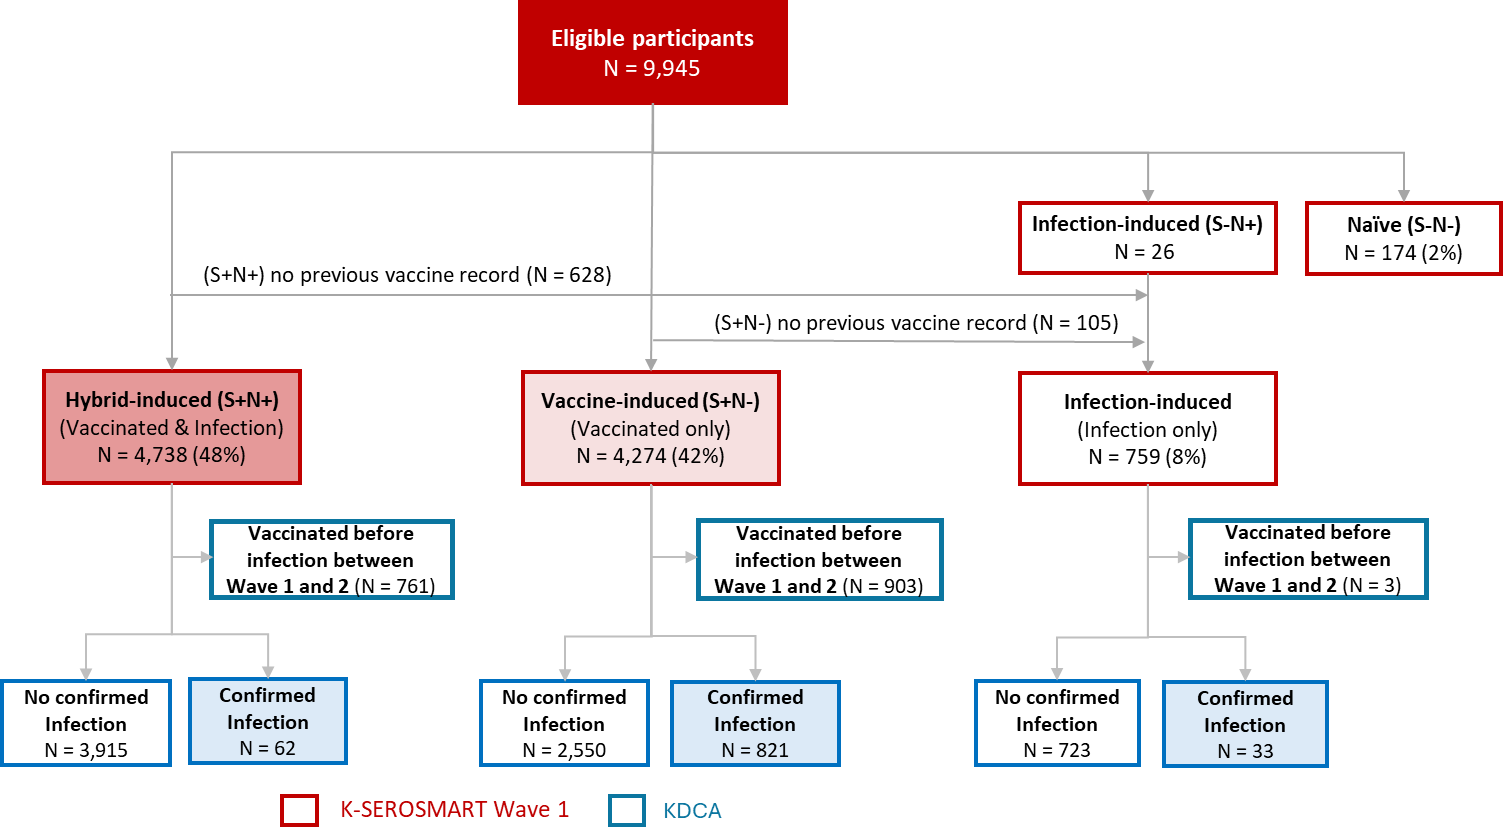 Eligible participants
N = 9,945
Infection-induced (S-N+)
N = 26
Naïve (S-N-)
N = 174 (2%)
(S+N+) no previous vaccine record (N = 628)
(S+N-) no previous vaccine record (N = 105)
Hybrid-induced (S+N+)
(Vaccinated & Infection)
N = 4,738 (48%)
Vaccine-induced (S+N-)
(Vaccinated only)
N = 4,274 (42%)
Infection-induced
(Infection only)
N = 759 (8%)
Vaccinated before
infection between
Wave 1 and 2 (N = 761)
Vaccinated before
infection between
Wave 1 and 2 (N = 903)
Vaccinated before
infection between
Wave 1 and 2 (N = 3)
No confirmed
Infection
N = 3,915
Confirmed
Infection
N = 62
No confirmed
Infection
N = 2,550
Confirmed
Infection
N = 821
No confirmed
Infection
N = 723
Confirmed
Infection
N = 33
K-SEROSMART Wave 1
KDCA